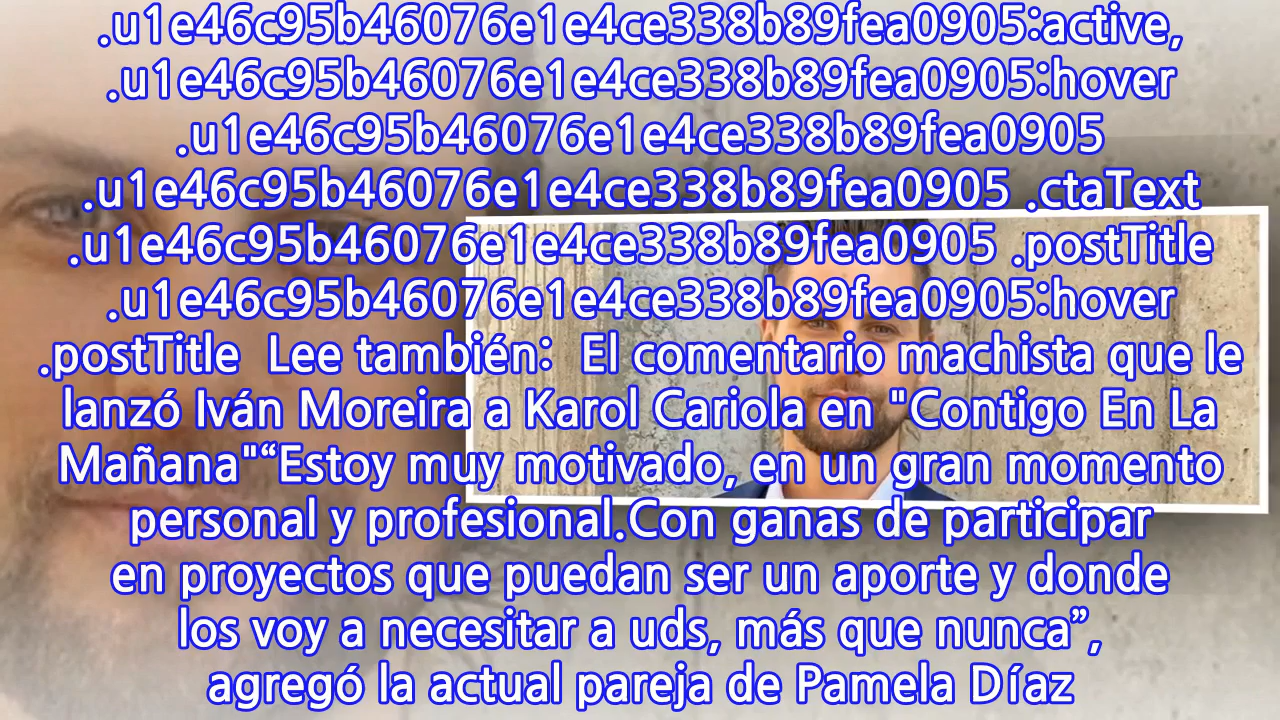 .u1e46c95b46076e1e4ce338b89fea0905:active,
.u1e46c95b46076e1e4ce338b89fea0905:hover
.u1e46c95b46076e1e4ce338b89fea0905
.u1e46c95b46076e1e4ce338b89fea0905 .ctaText
.u1e46c95b46076e1e4ce338b89fea0905 .postTitle
.u1e46c95b46076e1e4ce338b89fea0905:hover
.postTitle  Lee también:  El comentario machista que le
lanzó Iván Moreira a Karol Cariola en "Contigo En La
Mañana"“Estoy muy motivado, en un gran momento
personal y profesional.Con ganas de participar
en proyectos que puedan ser un aporte y donde
los voy a necesitar a uds, más que nunca”,
agregó la actual pareja de Pamela Díaz